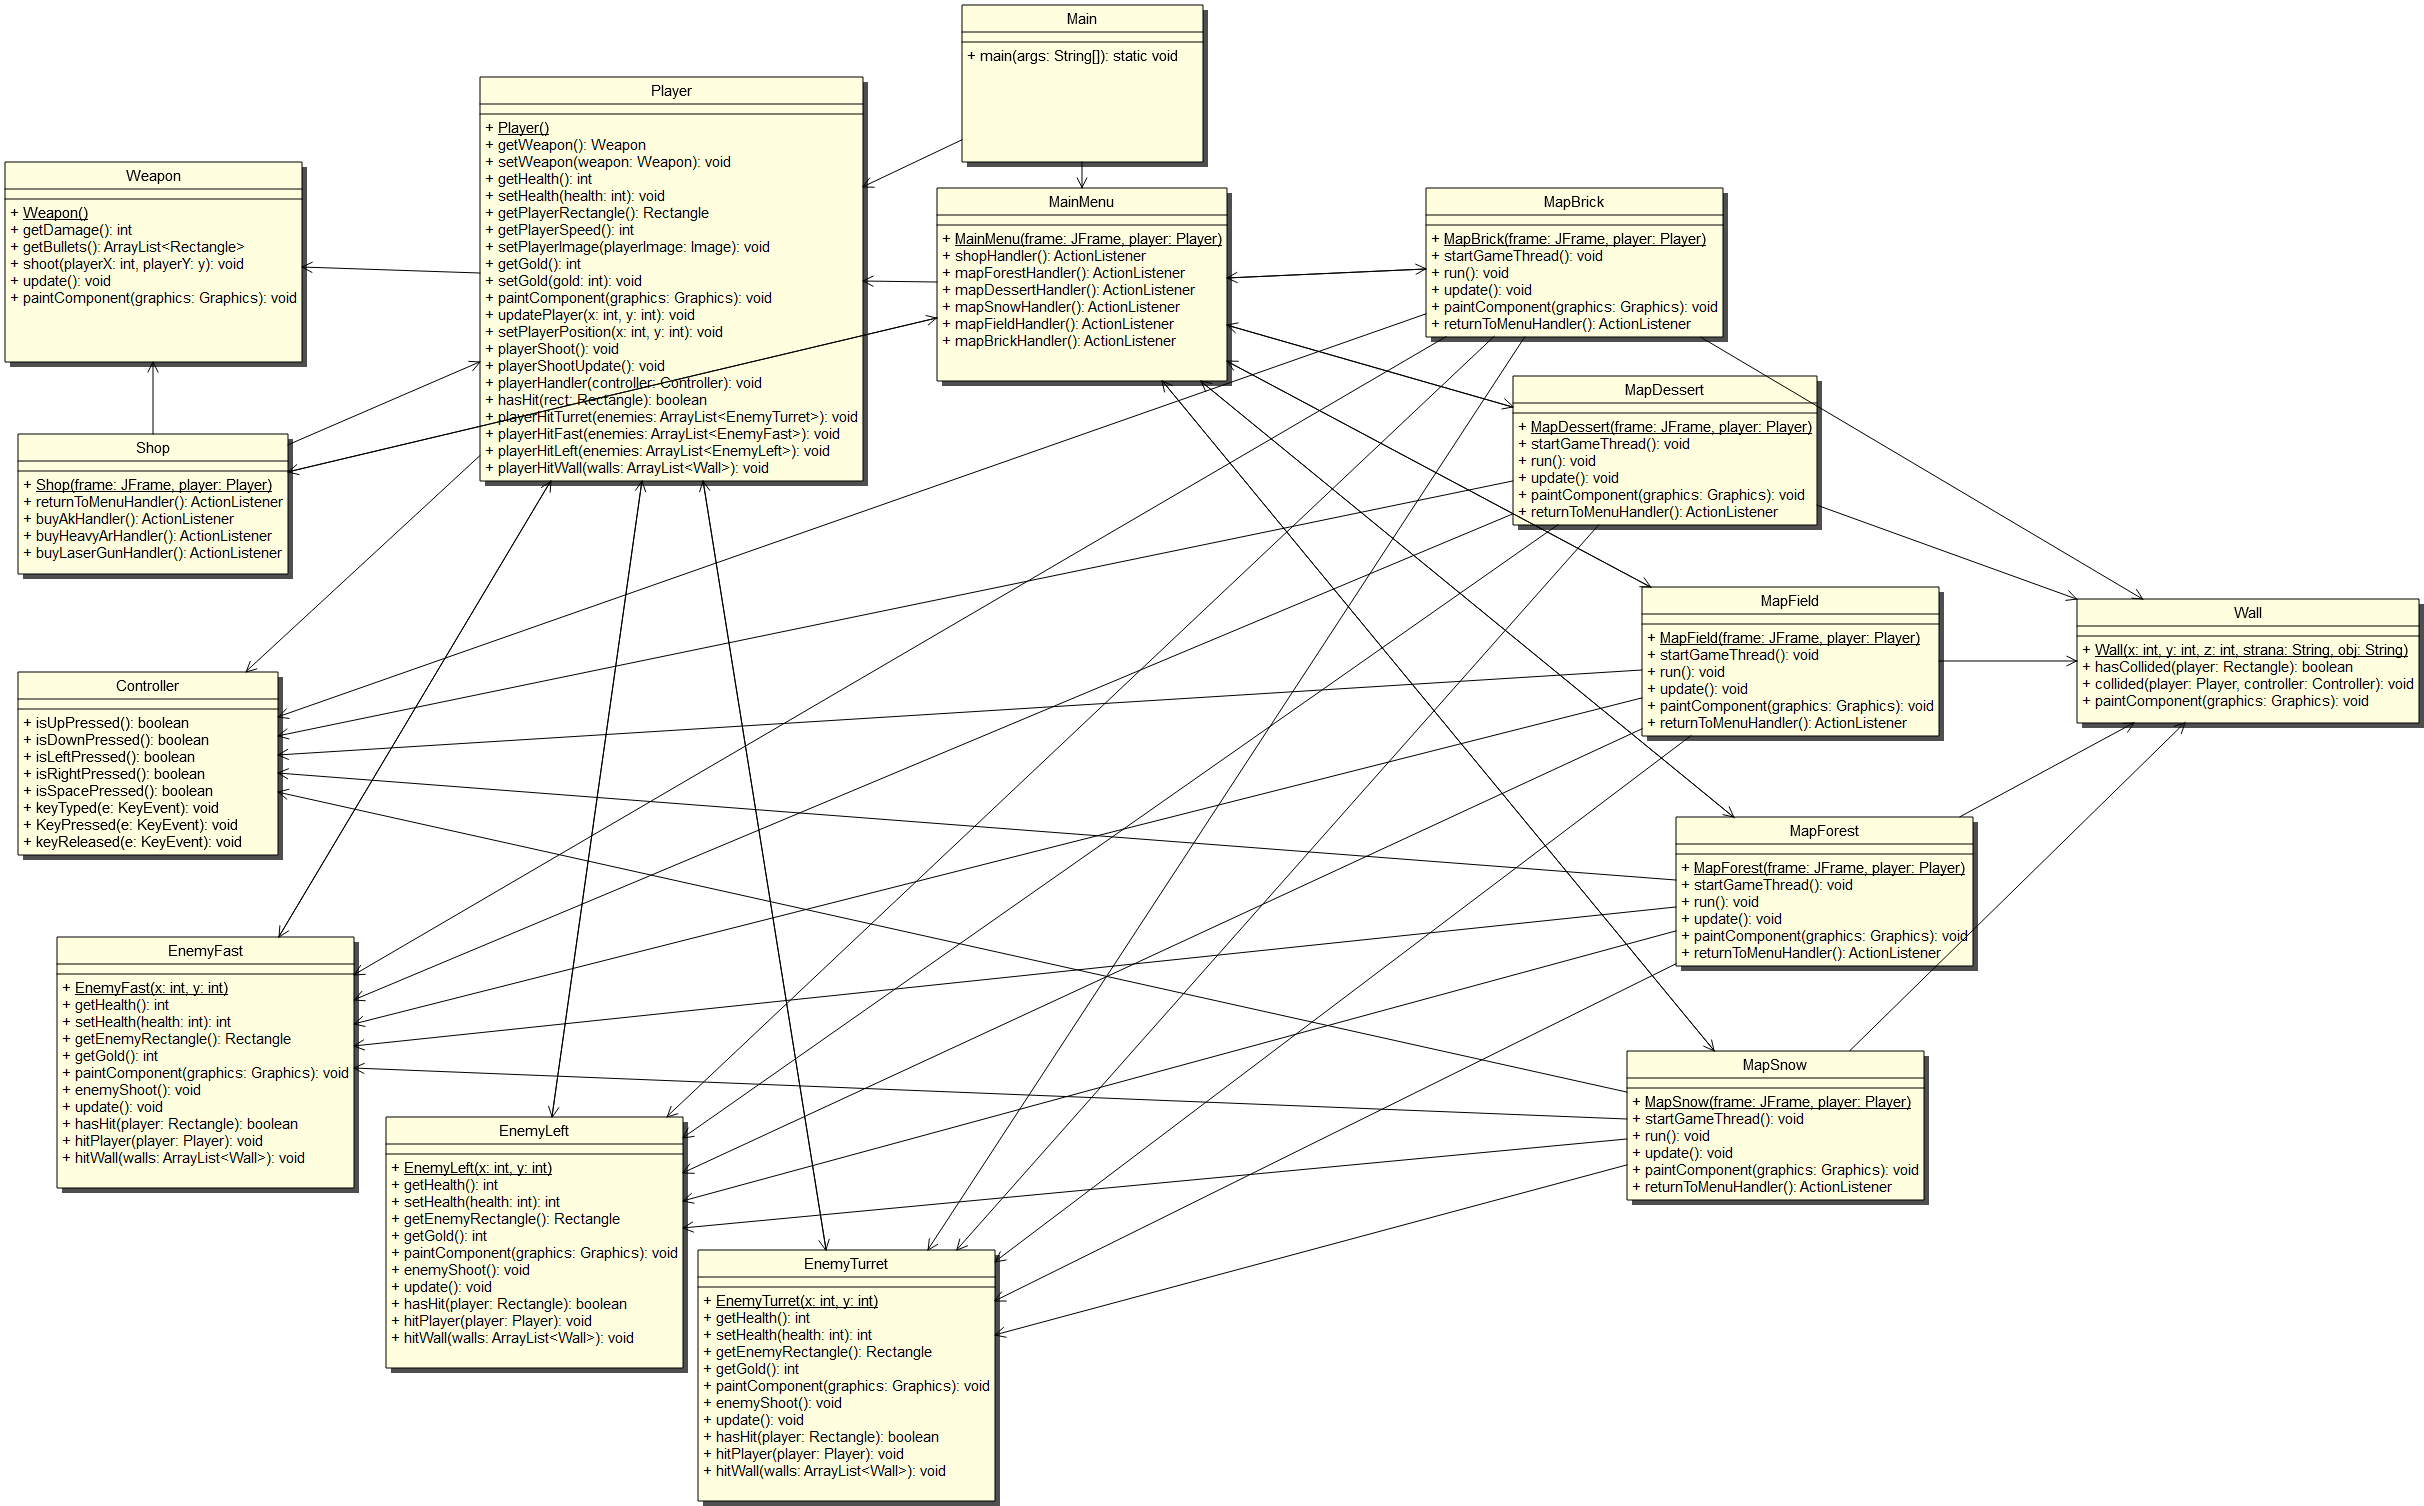 Main
+ main(args: String[]): static void
Player
+ Player()
+ getWeapon(): Weapon
+ setWeapon(weapon: Weapon): void
+ getHealth(): int
+ setHealth(health: int): void
+ getPlayerRectangle(): Rectangle
+ getPlayerSpeed(): int
+ setPlayerImage(playerImage: Image): void
+ getGold(): int
+ setGold(gold: int): void
+ paintComponent(graphics: Graphics): void
+ updatePlayer(x: int, y: int): void
+ setPlayerPosition(x: int, y: int): void
+ playerShoot(): void
+ playerShootUpdate(): void
+ playerHandler(controller: Controller): void
+ hasHit(rect: Rectangle): boolean
+ playerHitTurret(enemies: ArrayList<EnemyTurret>): void
+ playerHitFast(enemies: ArrayList<EnemyFast>): void
+ playerHitLeft(enemies: ArrayList<EnemyLeft>): void
+ playerHitWall(walls: ArrayList<Wall>): void
Weapon
+ Weapon()
+ getDamage(): int
+ getBullets(): ArrayList<Rectangle>
+ shoot(playerX: int, playerY: y): void
+ update(): void
+ paintComponent(graphics: Graphics): void
MainMenu
+ MainMenu(frame: JFrame, player: Player)
+ shopHandler(): ActionListener
+ mapForestHandler(): ActionListener
+ mapDessertHandler(): ActionListener
+ mapSnowHandler(): ActionListener
+ mapFieldHandler(): ActionListener
+ mapBrickHandler(): ActionListener
MapBrick
+ MapBrick(frame: JFrame, player: Player)
+ startGameThread(): void
+ run(): void
+ update(): void
+ paintComponent(graphics: Graphics): void
+ returnToMenuHandler(): ActionListener
MapDessert
+ MapDessert(frame: JFrame, player: Player)
+ startGameThread(): void
+ run(): void
+ update(): void
+ paintComponent(graphics: Graphics): void
+ returnToMenuHandler(): ActionListener
Shop
+ Shop(frame: JFrame, player: Player)
+ returnToMenuHandler(): ActionListener
+ buyAkHandler(): ActionListener
+ buyHeavyArHandler(): ActionListener
+ buyLaserGunHandler(): ActionListener
MapField
+ MapField(frame: JFrame, player: Player)
+ startGameThread(): void
+ run(): void
+ update(): void
+ paintComponent(graphics: Graphics): void
+ returnToMenuHandler(): ActionListener
Wall
+ Wall(x: int, y: int, z: int, strana: String, obj: String)
+ hasCollided(player: Rectangle): boolean
+ collided(player: Player, controller: Controller): void
+ paintComponent(graphics: Graphics): void
Controller
+ isUpPressed(): boolean
+ isDownPressed(): boolean
+ isLeftPressed(): boolean
+ isRightPressed(): boolean
+ isSpacePressed(): boolean
+ keyTyped(e: KeyEvent): void
+ KeyPressed(e: KeyEvent): void
+ keyReleased(e: KeyEvent): void
MapForest
+ MapForest(frame: JFrame, player: Player)
+ startGameThread(): void
+ run(): void
+ update(): void
+ paintComponent(graphics: Graphics): void
+ returnToMenuHandler(): ActionListener
EnemyFast
+ EnemyFast(x: int, y: int)
+ getHealth(): int
+ setHealth(health: int): int
+ getEnemyRectangle(): Rectangle
+ getGold(): int
+ paintComponent(graphics: Graphics): void
+ enemyShoot(): void
+ update(): void
+ hasHit(player: Rectangle): boolean
+ hitPlayer(player: Player): void
+ hitWall(walls: ArrayList<Wall>): void
MapSnow
+ MapSnow(frame: JFrame, player: Player)
+ startGameThread(): void
+ run(): void
+ update(): void
+ paintComponent(graphics: Graphics): void
+ returnToMenuHandler(): ActionListener
EnemyLeft
+ EnemyLeft(x: int, y: int)
+ getHealth(): int
+ setHealth(health: int): int
+ getEnemyRectangle(): Rectangle
+ getGold(): int
+ paintComponent(graphics: Graphics): void
+ enemyShoot(): void
+ update(): void
+ hasHit(player: Rectangle): boolean
+ hitPlayer(player: Player): void
+ hitWall(walls: ArrayList<Wall>): void
EnemyTurret
+ EnemyTurret(x: int, y: int)
+ getHealth(): int
+ setHealth(health: int): int
+ getEnemyRectangle(): Rectangle
+ getGold(): int
+ paintComponent(graphics: Graphics): void
+ enemyShoot(): void
+ update(): void
+ hasHit(player: Rectangle): boolean
+ hitPlayer(player: Player): void
+ hitWall(walls: ArrayList<Wall>): void